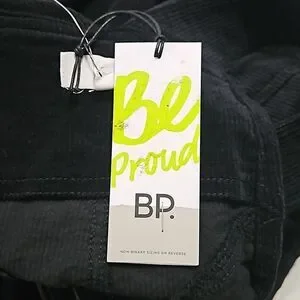 Be
Proud
BP.
NON-BINARY SIZING ON REVERSE